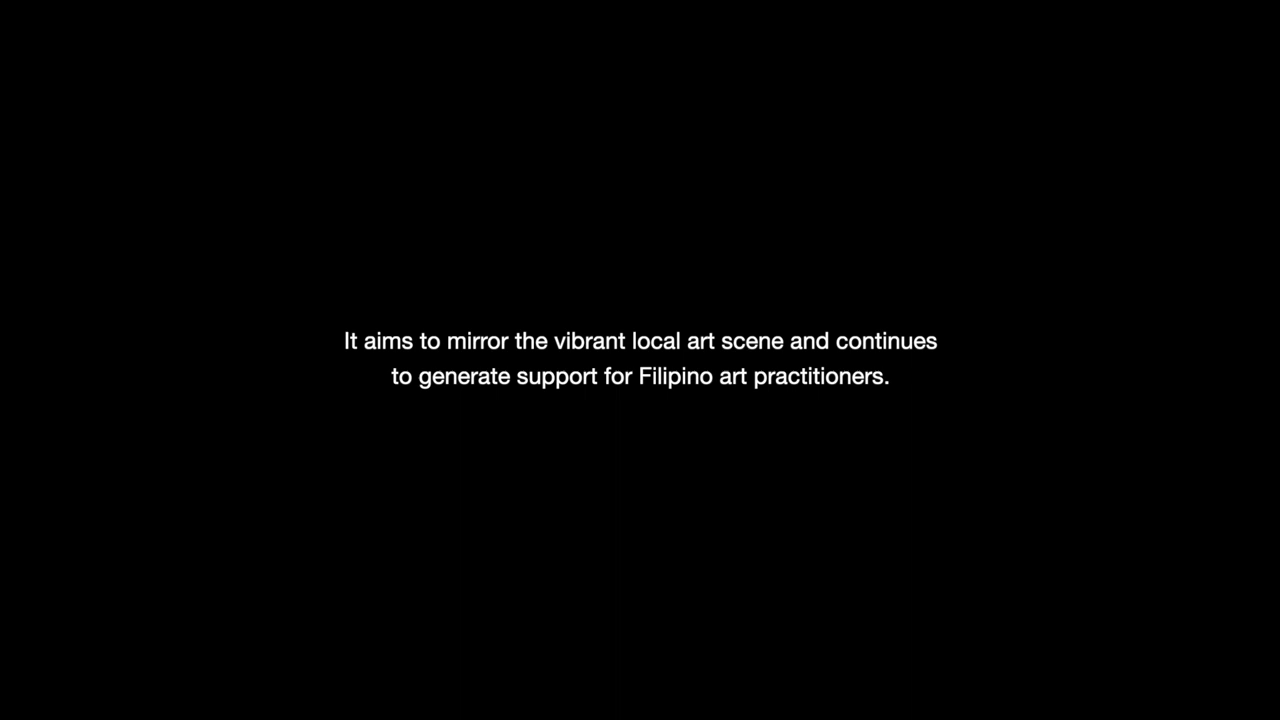 It aims to mirror the vibrant local art scene and continues
to generate support for Filipino art practitioners.